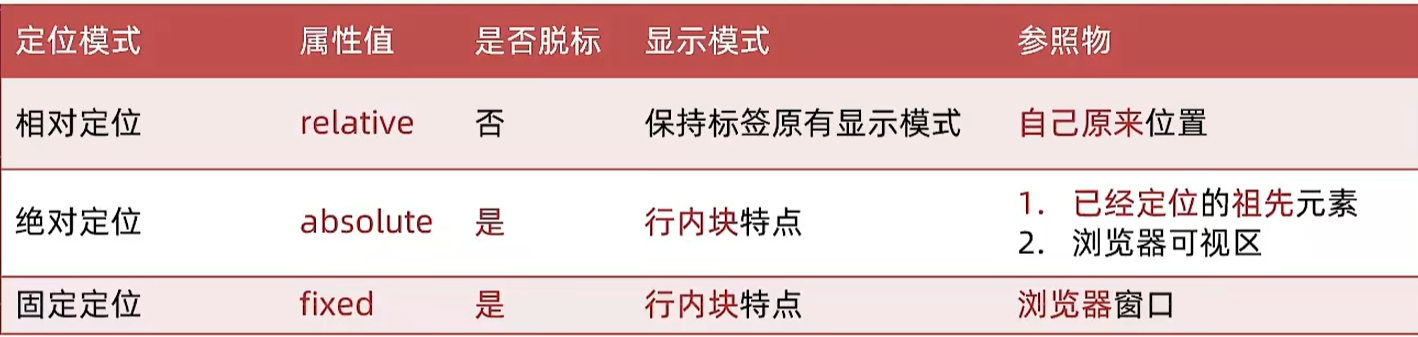 定位模式 属性值 是否脱标 显示模式 参照物
相对定位 relative 否 保持标签原有显示模式 自己原来位置
绝对定位 absolute 是 行内块特点 1. 已经定位的祖先元素
2. 浏览器可视区
固定定位 fixed 是 行内块特点 浏览器窗口